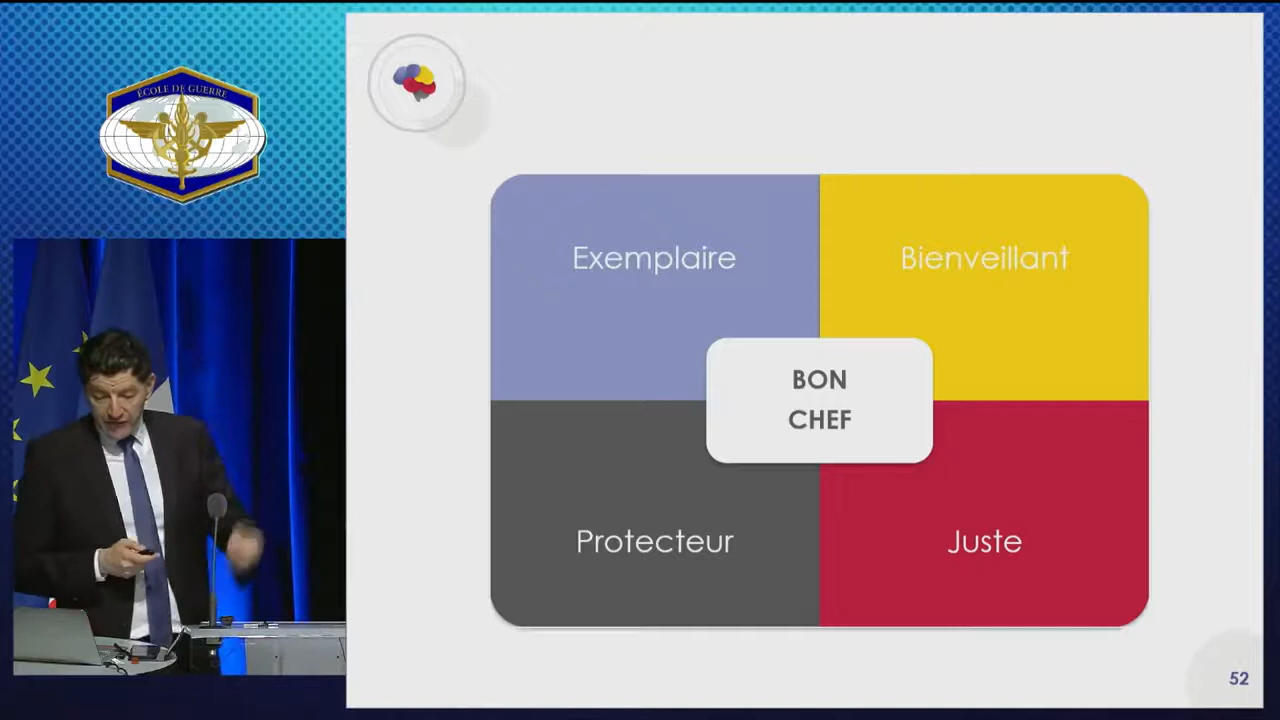 ÉCOLE DE GUERRE
Exemplaire
Bienveillant
BON
CHEF
Protecteur
Juste
52